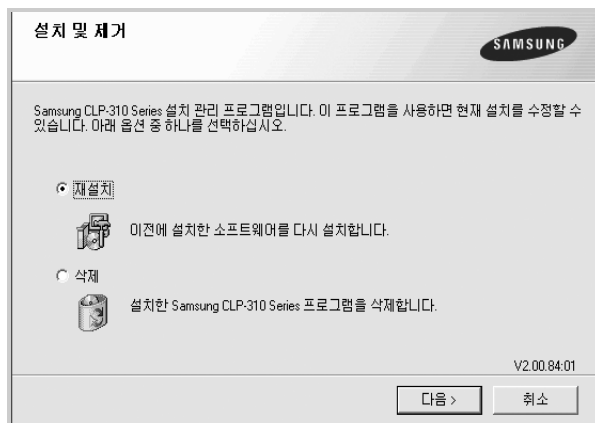 설치 및 제거
SAMSUNG
Samsung CLP-310 Series 설치 관리 프로그램입니다. 이 프로그램을 사용하면 현재 설치를 수정할 수
있습니다. 아래 옵션 중 하나를 선택하십시오.
재설치
이전에 설치한 소프트웨어를 다시 설치합니다.
삭제
설치한 Samsung CLP-310 Series 프로그램을 삭제합니다.
V2.00.84:01
다음 >
취소